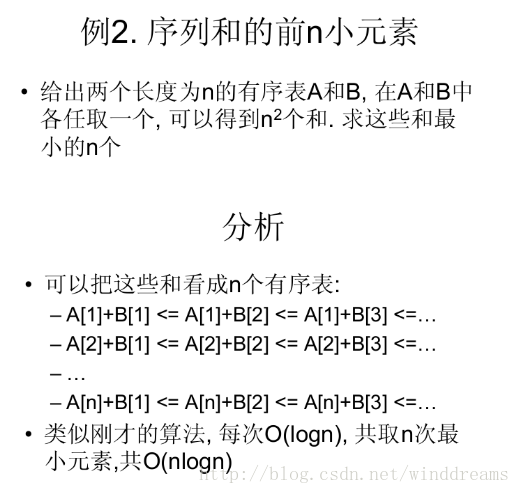 例2. 序列和的前n小元素
• 给出两个长度为n的有序表A和B, 在A和B中
各任取一个, 可以得到n²个和. 求这些和最
小的n个
分析
• 可以把这些和看成n个有序表:
– A[1]+B[1] <= A[1]+B[2] <= A[1]+B[3] <=…
– A[2]+B[1] <= A[2]+B[2] <= A[2]+B[3] <=…
– …
– A[n]+B[1] <= A[n]+B[2] <= A[n]+B[3] <=…
• 类似刚才的算法, 每次O(logn), 共取n次最
小元素,共O(nlogn)
http://blog.csdn.net/winddreams